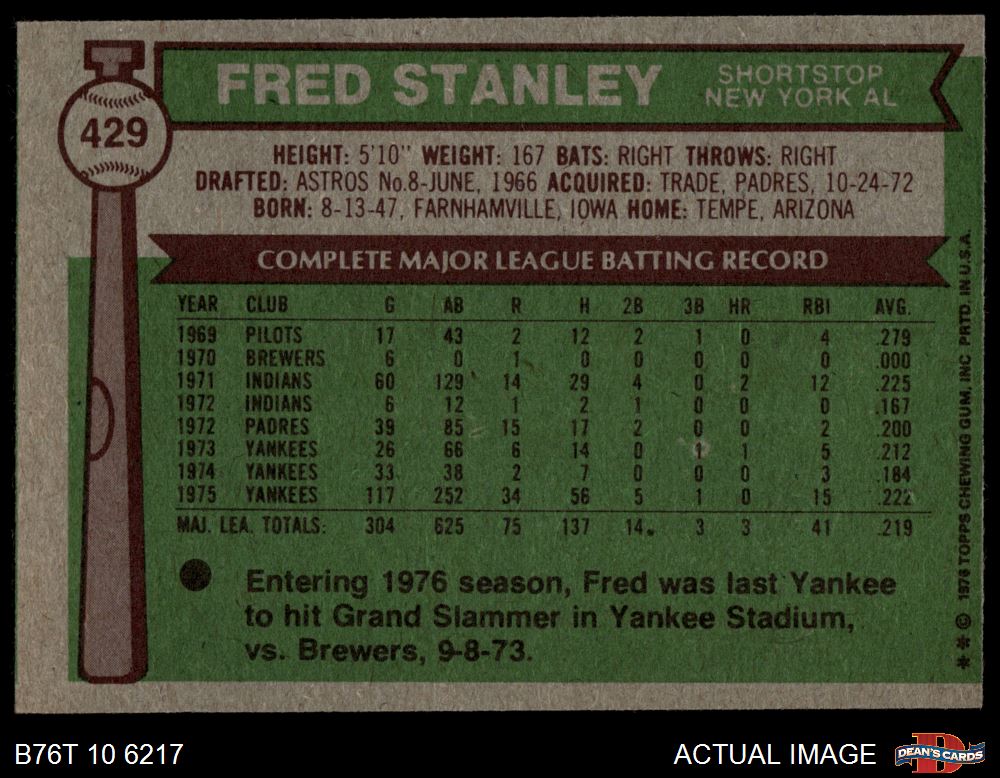 429
FRED STANLEY
SHORTSTOP
NEW YORK AL
HEIGHT: 5'10" WEIGHT: 167 BATS: RIGHT THROWS: RIGHT
DRAFTED: ASTROS No.8-JUNE, 1966 ACQUIRED: TRADE, PADRES, 10-24-72
BORN: 8-13-47, FARNHAMVILLE, IOWA HOME: TEMPE, ARIZONA
COMPLETE MAJOR LEAGUE BATTING RECORD
YEAR CLUB G AB R H 2B 3B HR RBI AVG.
1969 PILOTS 17 43 2 12 2 1 0 4 .279
1970 BREWERS 6 0 1 0 0 0 0 0 .000
1971 INDIANS 60 129 14 29 4 0 2 12 .225
1972 INDIANS 6 12 1 2 1 0 0 0 .167
1972 PADRES 39 85 15 17 2 0 0 2 .200
1973 YANKEES 26 66 6 14 0 1 1 5 .212
1974 YANKEES 33 38 2 7 0 0 0 3 .184
1975 YANKEES 117 252 34 56 5 1 0 15 .222
MAJ. LEA. TOTALS: 304 625 75 137 14 3 3 41 .219
Entering 1976 season, Fred was last Yankee
to hit Grand Slammer in Yankee Stadium,
vs. Brewers, 9-8-73.
** © 1976 TOPPS CHEWING GUM, INC PRTD. IN U.S.A.
B76T 10 6217
ACTUAL IMAGE
DEAN'S CARDS